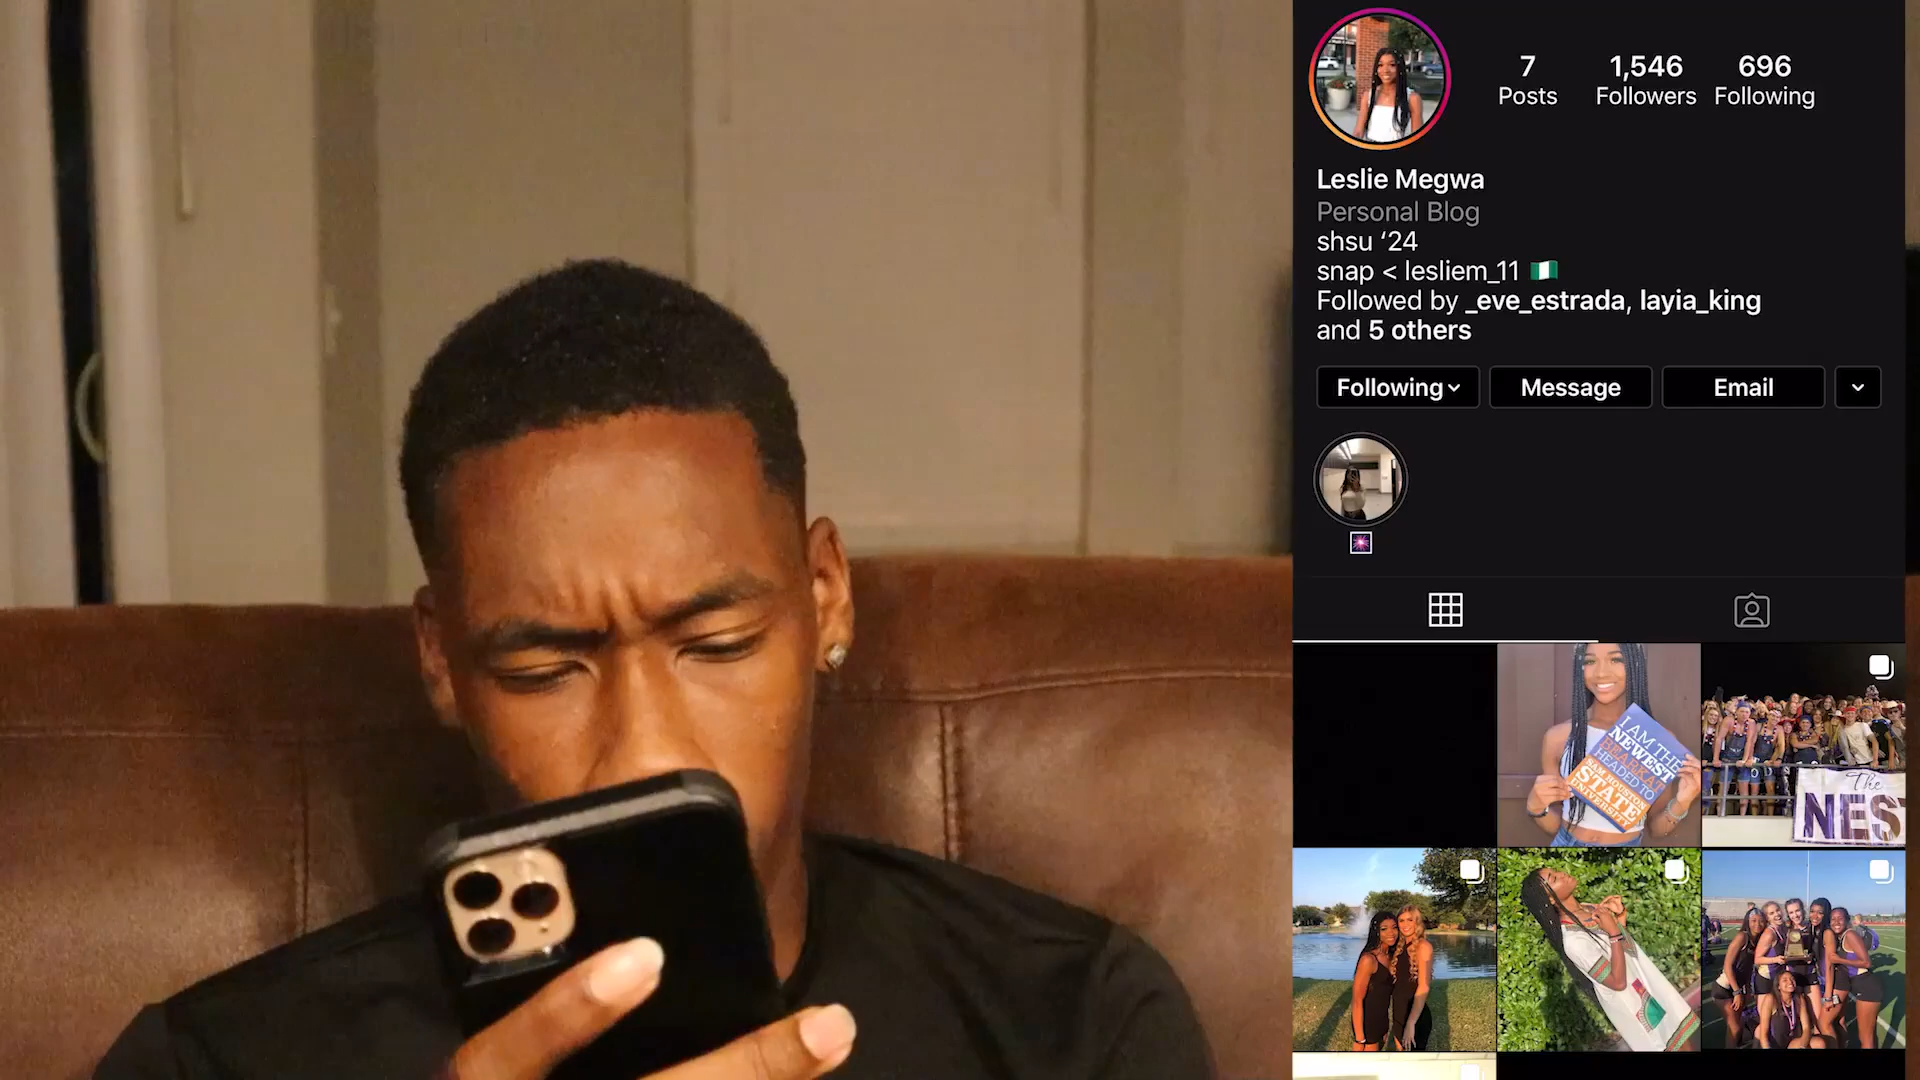 7 1,546 696
Posts Followers Following
Leslie Megwa
Personal Blog
shsu ‘24
snap < lesliem_11 🇳🇬
Followed by _eve_estrada, layia_king
and 5 others
Following Message Email
I AM THE
NEWEST
BEARKAT
HEADED TO
SAM HOUSTON
STATE
UNIVERSITY
The
NES